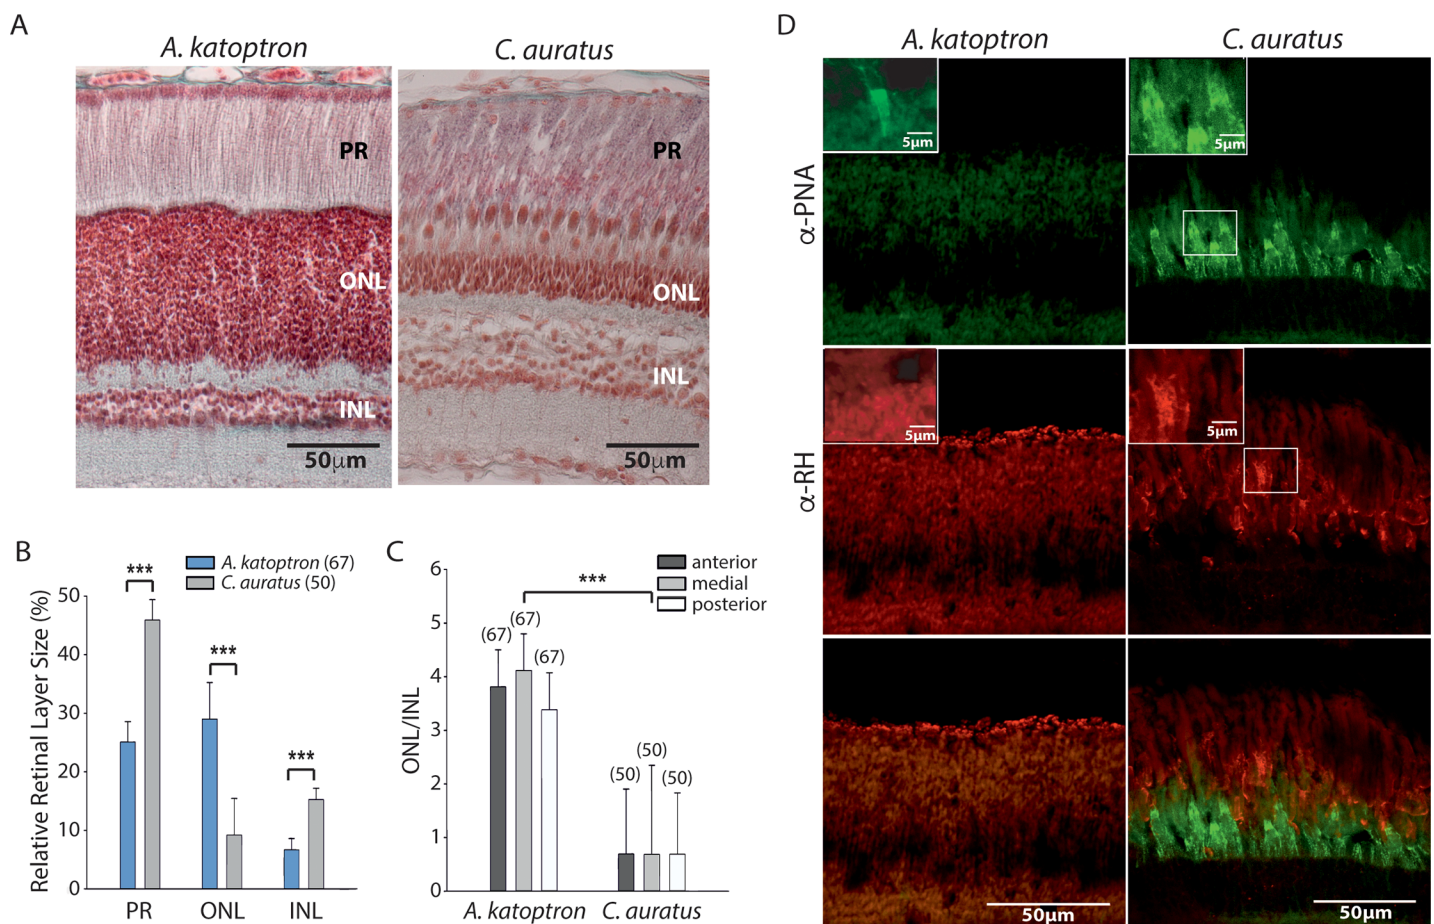 A
A. katoptron
C. auratus
PR
ONL
INL
50μm
PR
ONL
INL
50μm
B
*** 
A. katoptron (67)
C. auratus (50)
***
***
Relative Retinal Layer Size (%)
50
40
30
20
10
0
PR
ONL
INL
C
anterior
medial
posterior
***
ONL/INL
6
5
4
3
2
1
0
(67)
(67)
(67)
(50)
(50)
(50)
A. katoptron
C. auratus
D
A. katoptron
C. auratus
α-PNA
5μm
5μm
α-RH
5μm
5μm
50μm
50μm